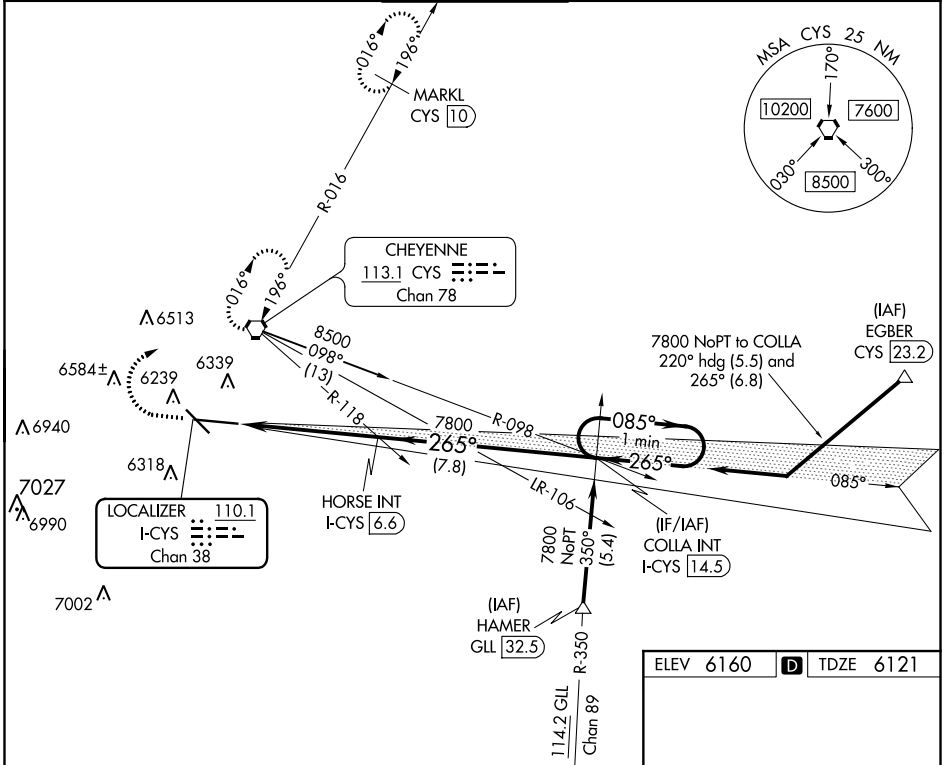 MSA CYS 25 NM
170°
10200
7600
030°
300°
8500
016°
196°
MARKL
CYS 10
R-016
016°
196°
CHEYENNE
113.1 CYS
Chan 78
6513
6584±
6239
6339
6940
6318
7027
6990
7002
8500
098°
(13)
R-118
R-098
7800
265°
(7.8)
LR-106
085°
1 min
265°
7800 NoPT to COLLA
220° hdg (5.5) and
265° (6.8)
(IAF)
EGBER
CYS 23.2
085°
LOCALIZER 110.1
I-CYS
Chan 38
HORSE INT
I-CYS 6.6
(IF/IAF)
COLLA INT
I-CYS 14.5
7800
NoPT
350°
(5.4)
(IAF)
HAMER
GLL 32.5
R-350
114.2 GLL
Chan 89
ELEV 6160 D TDZE 6121